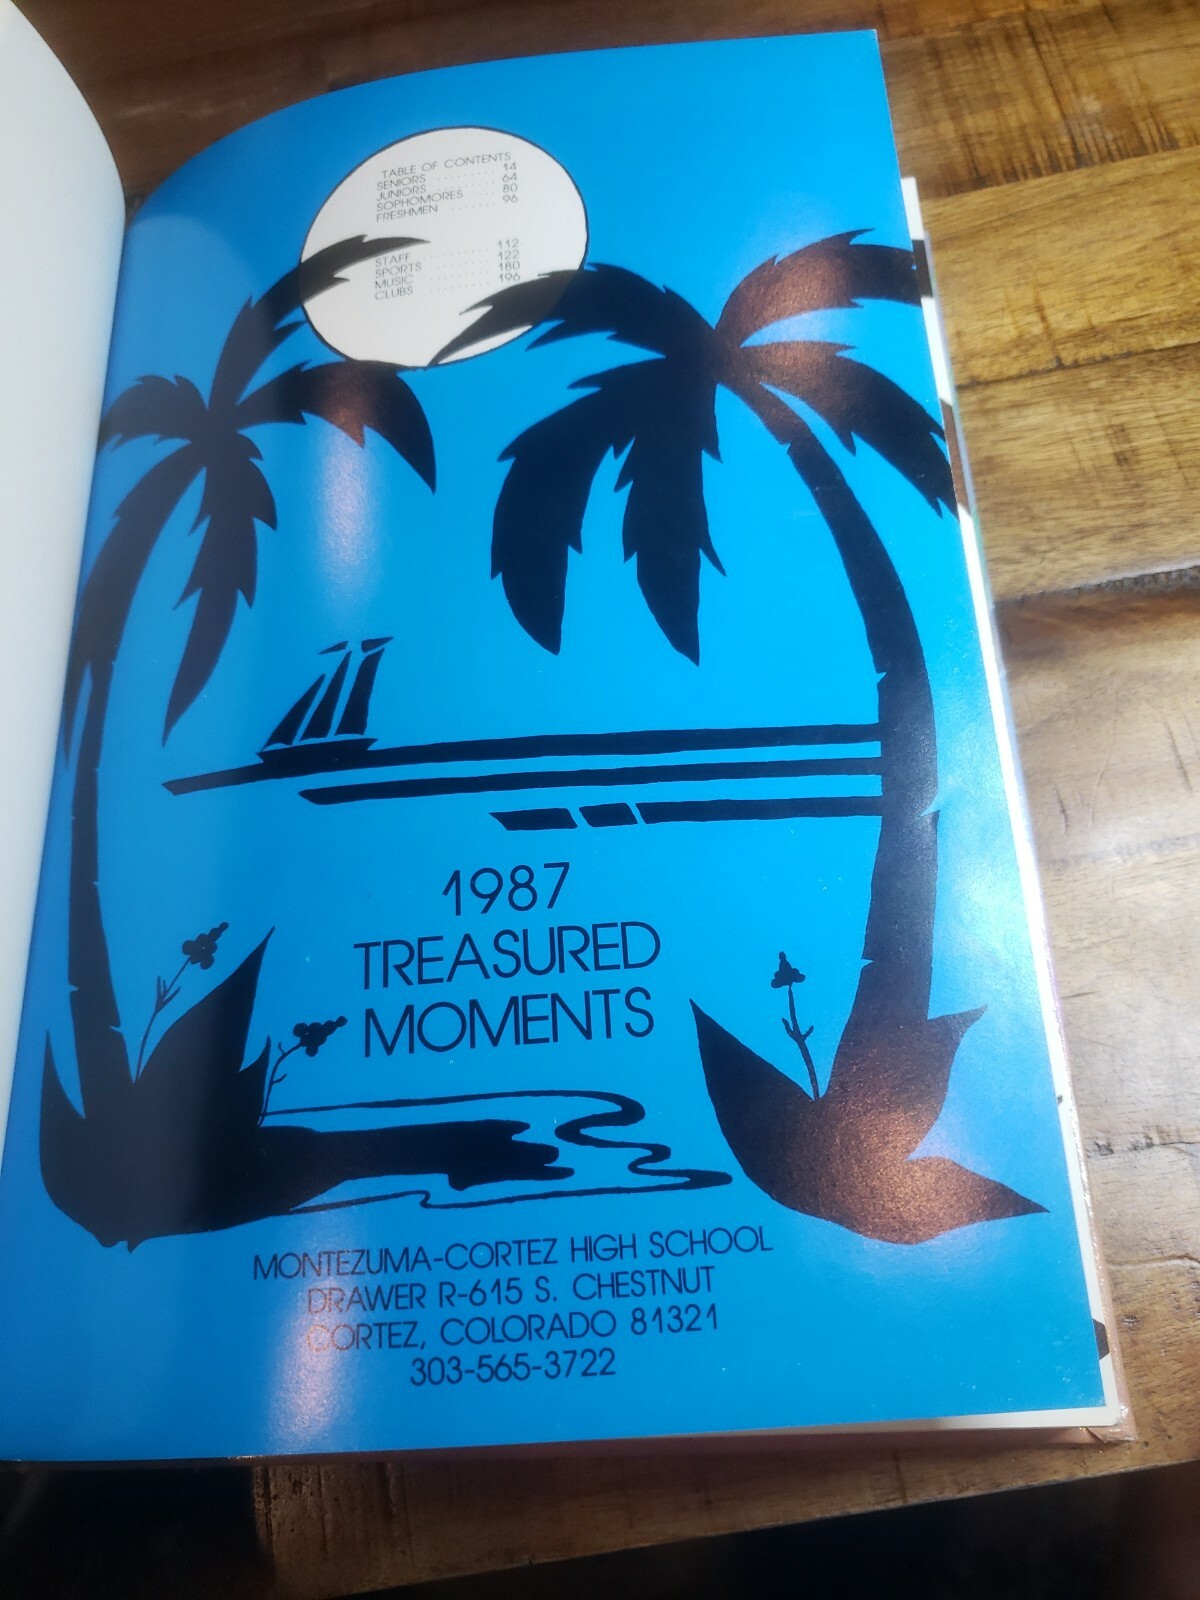 TABLE OF CONTENTS
SENIORS ......... 14
JUNIORS ......... 64
SOPHOMORES .... 80
FRESHMEN ....... 96
STAFF ......... 112
SPORTS ......... 122
MUSIC ......... 180
CLUBS ......... 196
1987
TREASURED
MOMENTS
MONTEZUMA-CORTEZ HIGH SCHOOL
DRAWER R-615 S. CHESTNUT
CORTEZ, COLORADO 81321
303-565-3722